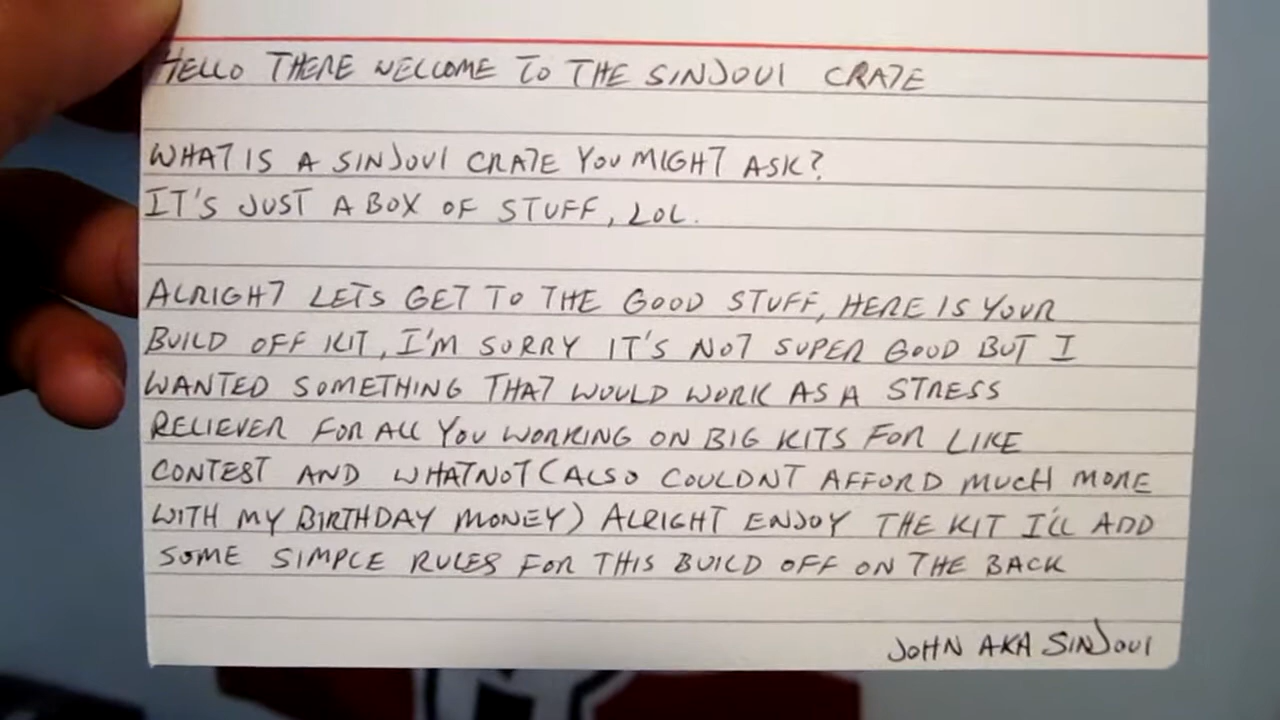 HELLO THERE WELCOME TO THE SINJOUI CRATE
WHAT IS A SINJOUI CRATE YOU MIGHT ASK?
IT'S JUST A BOX OF STUFF, LOL.
ALRIGHT LETS GET TO THE GOOD STUFF, HERE IS YOUR
BUILD OFF KIT, I'M SORRY IT'S NOT SUPER GOOD BUT I
WANTED SOMETHING THAT WOULD WORK AS A STRESS
RELIEVER FOR ALL YOU WORKING ON BIG KITS FOR LIKE
CONTEST AND WHATNOT (ALSO COULDNT AFFORD MUCH MORE
WITH MY BIRTHDAY MONEY) ALRIGHT ENJOY THE KIT I'LL ADD
SOME SIMPLE RULES FOR THIS BUILD OFF ON THE BACK
JOHN AKA SINJOUI